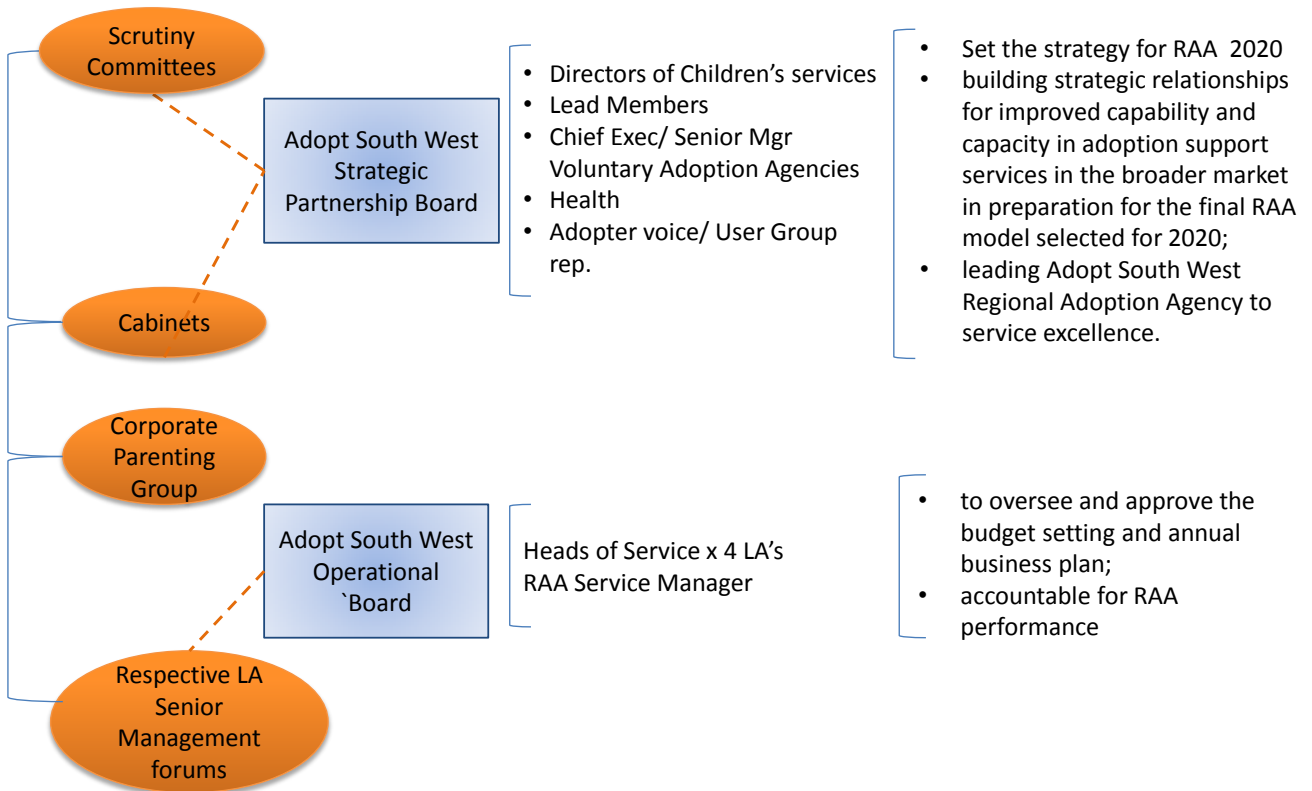 Scrutiny
Committees
Adopt South West
Strategic
Partnership Board
• Directors of Children’s services
• Lead Members
• Chief Exec/ Senior Mgr
Voluntary Adoption Agencies
• Health
• Adopter voice/ User Group
rep.
• Set the strategy for RAA 2020
• building strategic relationships
for improved capability and
capacity in adoption support
services in the broader market
in preparation for the final RAA
model selected for 2020;
• leading Adopt South West
Regional Adoption Agency to
service excellence.
Cabinets
Corporate
Parenting
Group
Adopt South West
Operational
`Board
Heads of Service x 4 LA’s
RAA Service Manager
• to oversee and approve the
budget setting and annual
business plan;
• accountable for RAA
performance
Respective LA
Senior
Management
forums